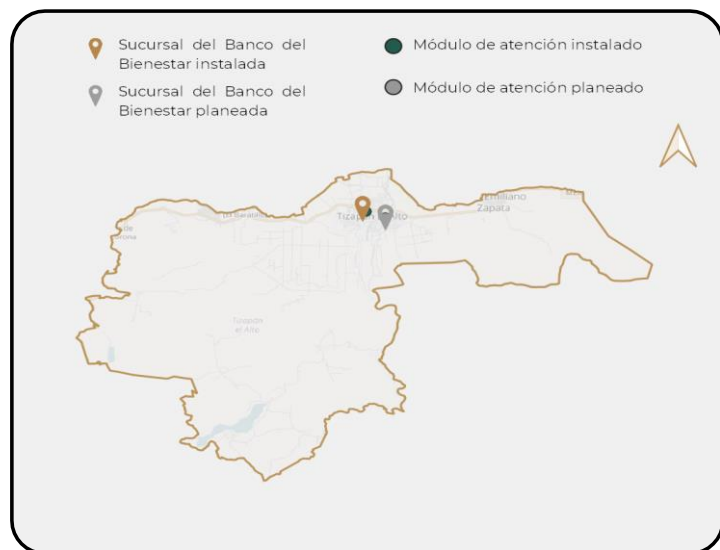 Sucursal del Banco del
Bienestar instalada
Módulo de atención instalado
Sucursal del Banco del
Bienestar planeada
Módulo de atención planeado
Emiliano
Zapata
de
Tizapán
el Alto